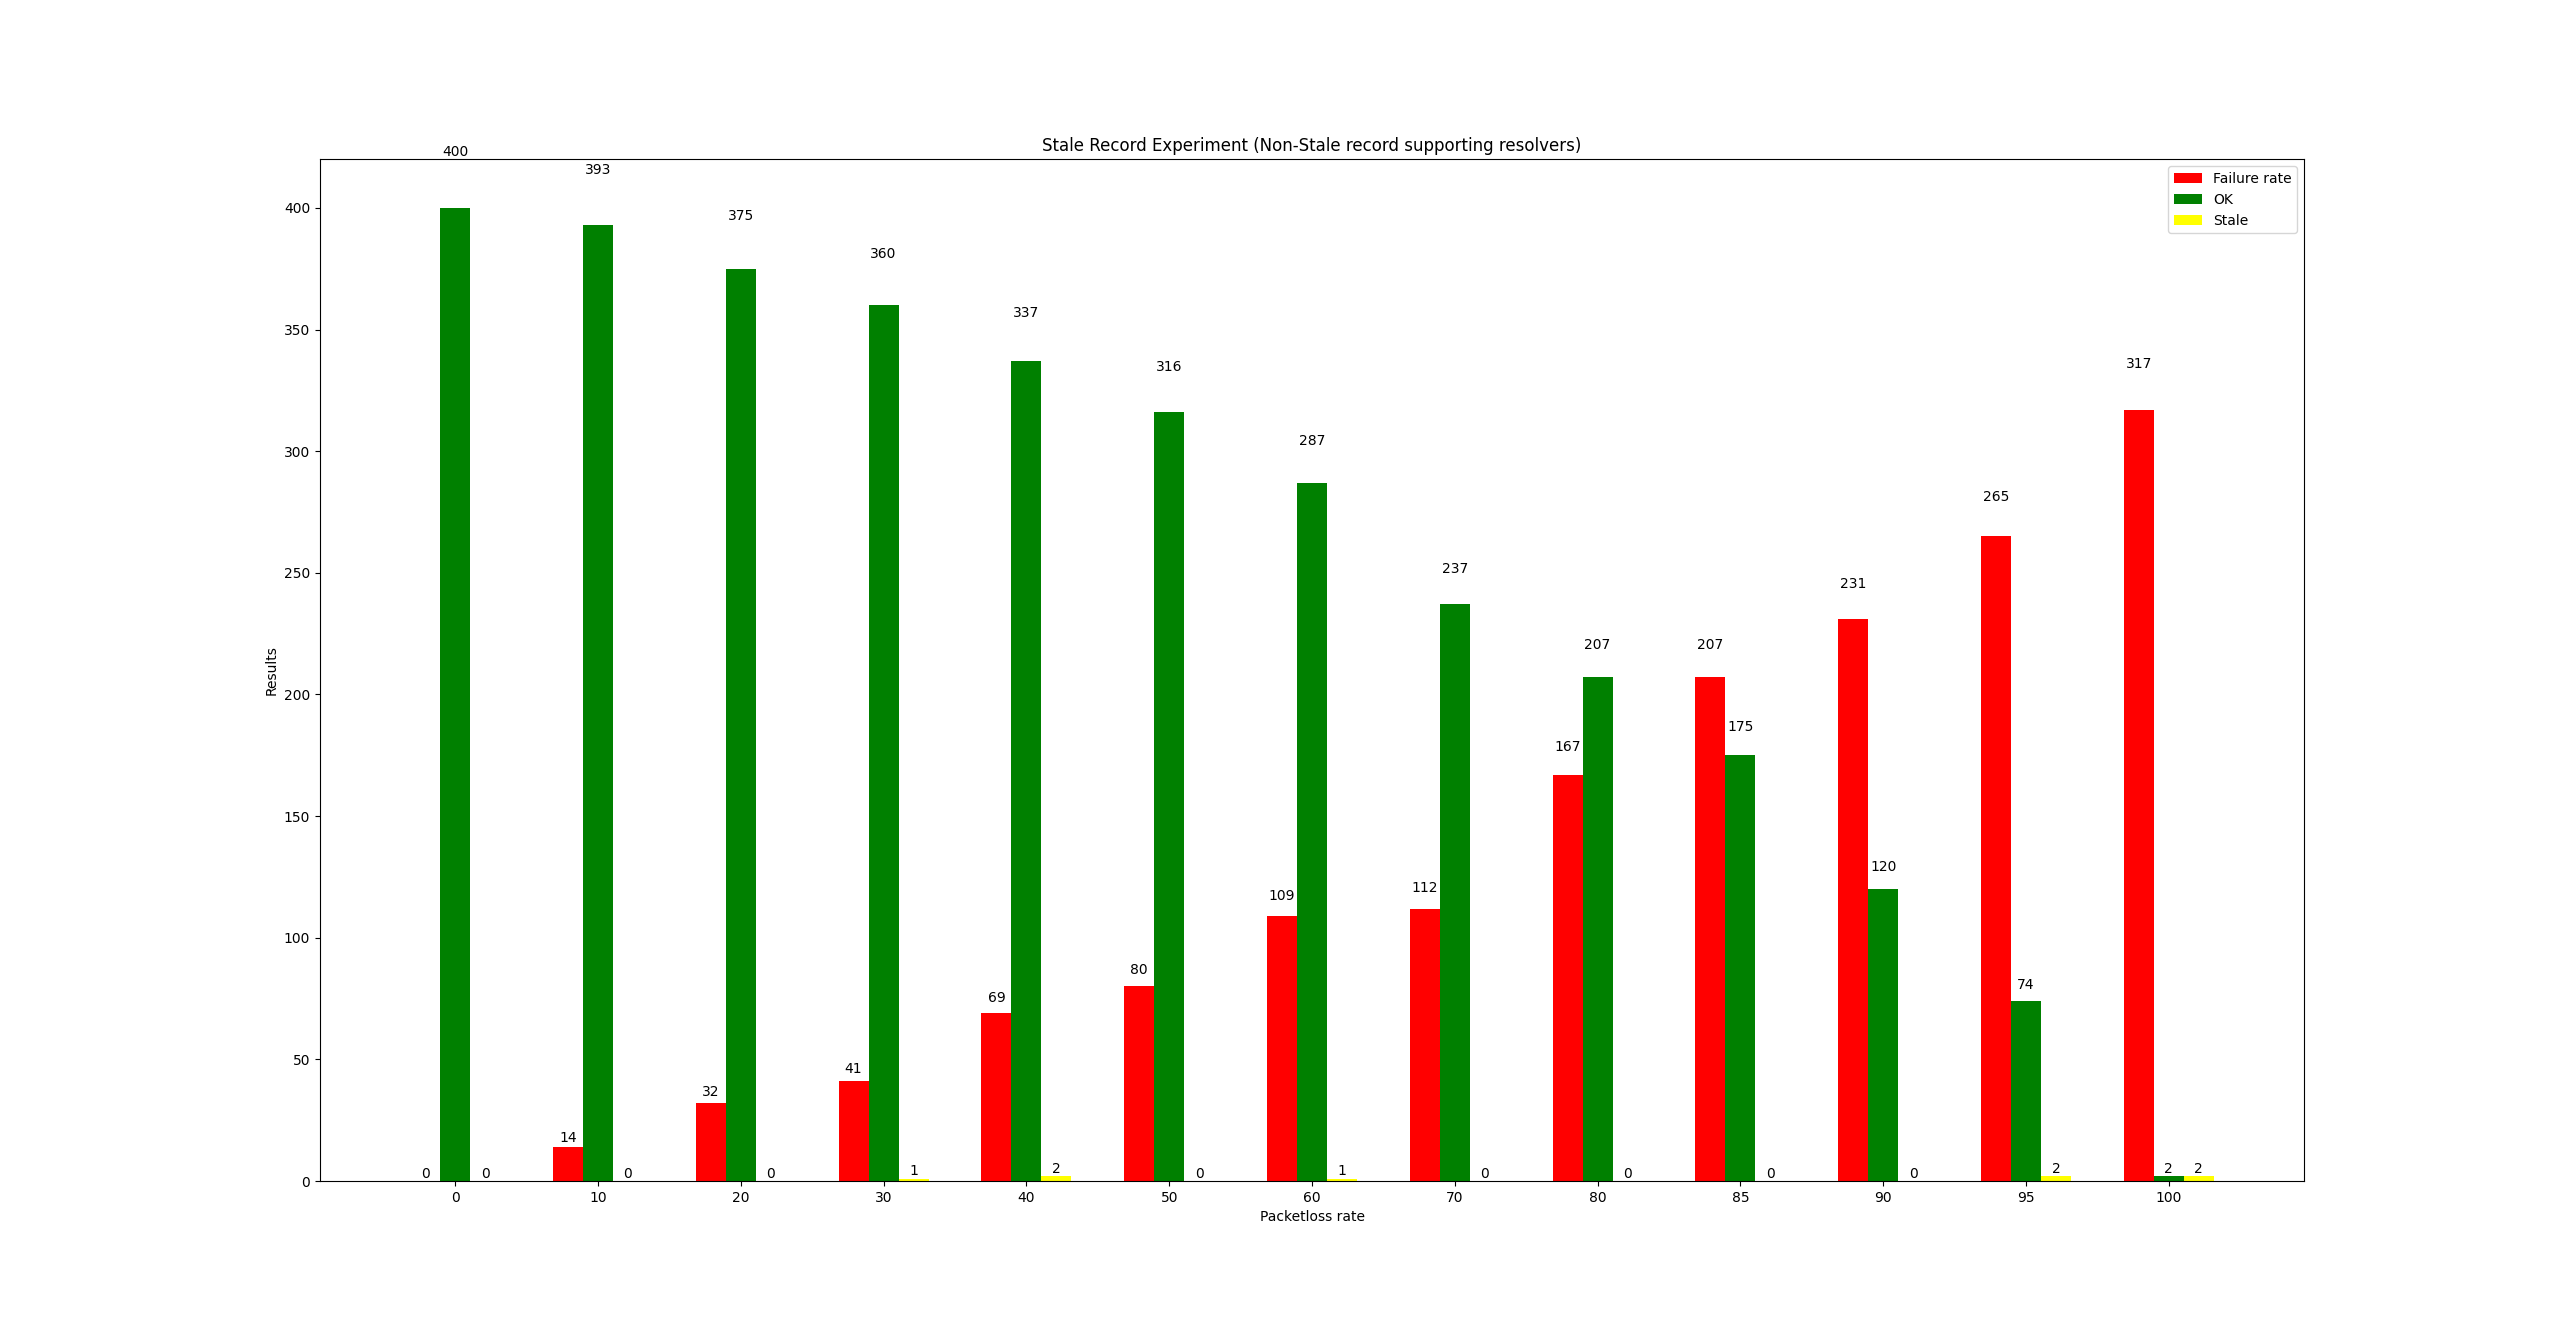 Stale Record Experiment (Non-Stale record supporting resolvers)
Failure rate
OK
Stale
Results
400
350
300
250
200
150
100
50
0
0 400 0
14 393 0
32 375 0
41 360 1
69 337 2
80 316 0
109 287 1
112 237 0
167 207 0
207 175 0
231 120 0
265 74 2
317 2 2
0 10 20 30 40 50 60 70 80 85 90 95 100
Packetloss rate